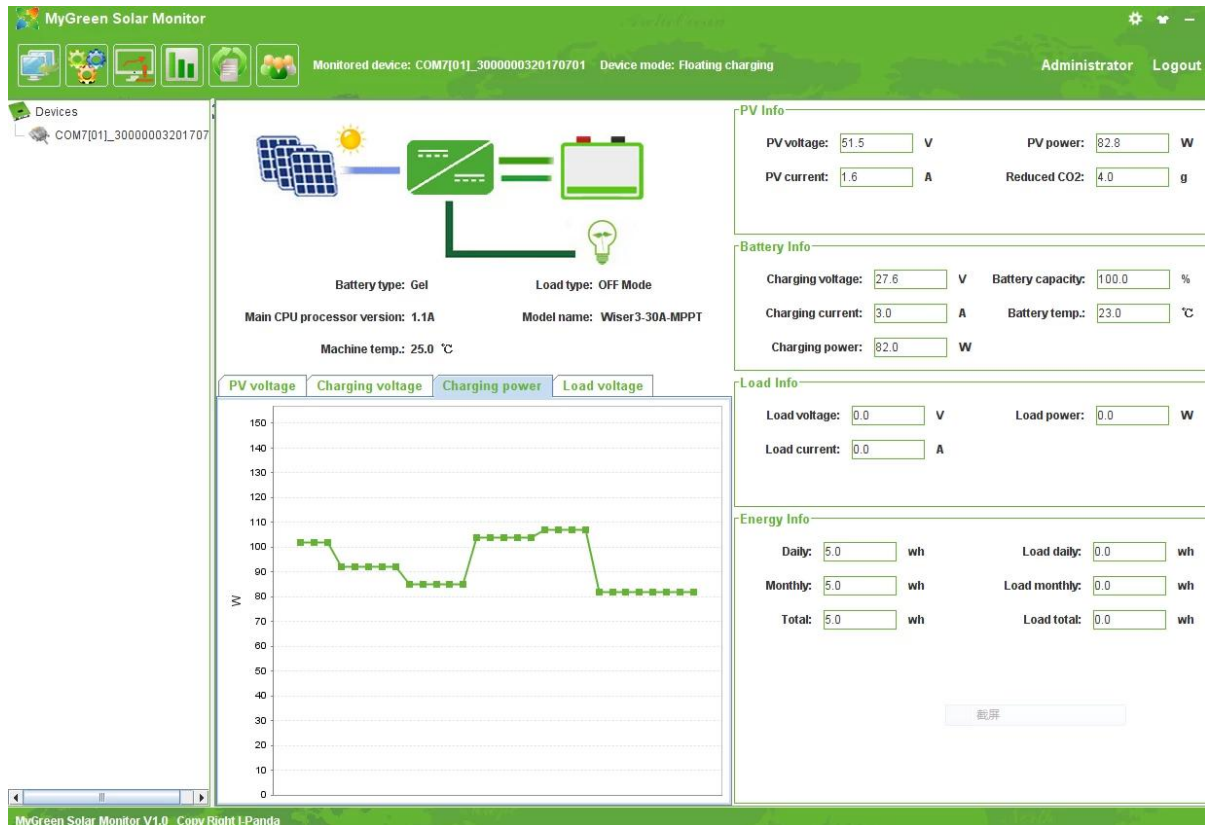 MyGreen Solar Monitor
Monitored device: COM7[01]_3000000320170701 Device mode: Floating charging
Administrator Logout
Devices
COM7[01]_30000003201707
Battery type: Gel
Load type: OFF Mode
Main CPU processor version: 1.1A
Model name: Wiser3-30A-MPPT
Machine temp.: 25.0 ℃
PV voltage
Charging voltage
Charging power
Load voltage
150
140
130
120
110
100
90
80
70
60
50
40
30
20
10
0
W
PV Info
PV voltage: 51.5 V
PV power: 82.8 W
PV current: 1.6 A
Reduced CO2: 4.0 g
Battery Info
Charging voltage: 27.6 V
Battery capacity: 100.0 %
Charging current: 3.0 A
Battery temp.: 23.0 ℃
Charging power: 82.0 W
Load Info
Load voltage: 0.0 V
Load power: 0.0 W
Load current: 0.0 A
Energy Info
Daily: 5.0 wh
Load daily: 0.0 wh
Monthly: 5.0 wh
Load monthly: 0.0 wh
Total: 5.0 wh
Load total: 0.0 wh
截屏
MyGreen Solar Monitor V1.0 Copy Right I-Panda